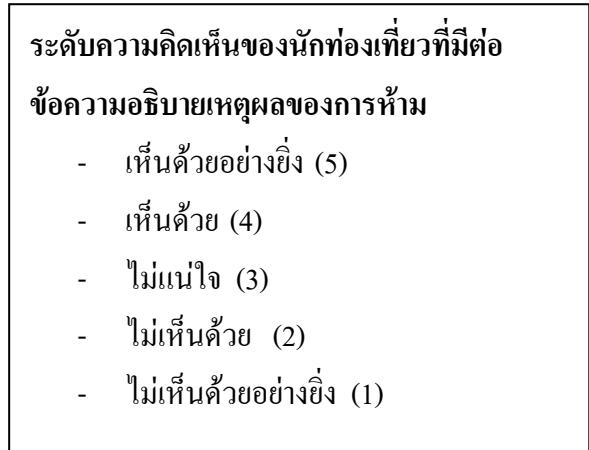 ระดับความคิดเห็นของนักท่องเที่ยวที่มีต่อ
ข้อความอธิบายเหตุผลของการห้าม
- เห็นด้วยอย่างยิ่ง (5)
- เห็นด้วย (4)
- ไม่แน่ใจ (3)
- ไม่เห็นด้วย (2)
- ไม่เห็นด้วยอย่างยิ่ง (1)